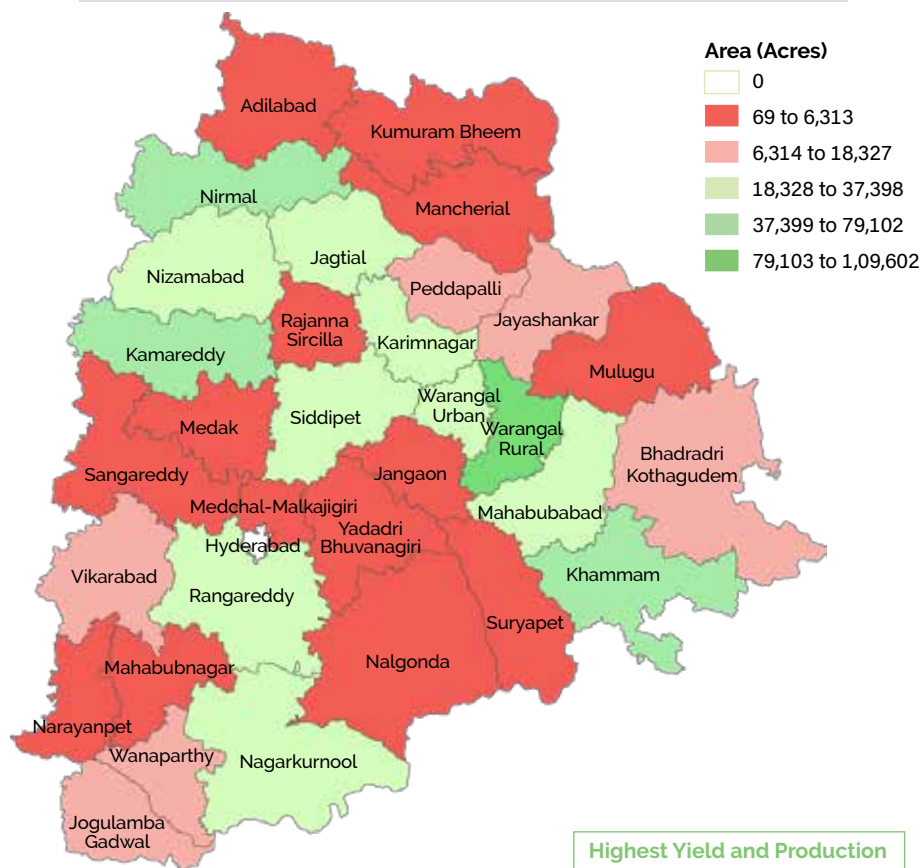 Area (Acres)
0
69 to 6,313
6,314 to 18,327
18,328 to 37,398
37,399 to 79,102
79,103 to 1,09,602
Adilabad
Kumuram Bheem
Nirmal
Mancherial
Jagtial
Nizamabad
Peddapalli
Jayashankar
Rajanna
Sircilla
Karimnagar
Kamareddy
Mulugu
Warangal
Urban
Siddipet
Warangal
Rural
Medak
Bhadradri
Kothagudem
Sangareddy
Jangaon
Medchal-Malkajigiri
Mahabubabad
Yadadri
Bhuvanagiri
Hyderabad
Vikarabad
Khammam
Rangareddy
Suryapet
Nalgonda
Mahabubnagar
Narayanpet
Wanaparthy
Nagarkurnool
Jogulamba
Gadwal
Highest Yield and Production